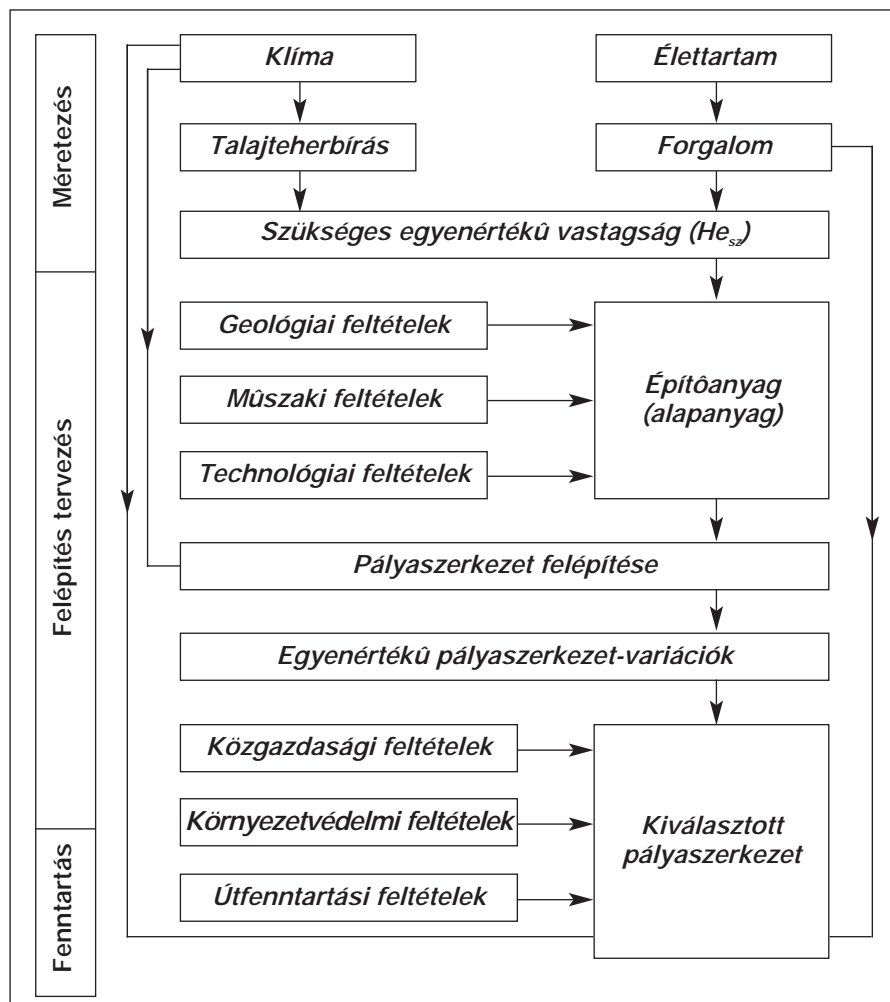 Méretezés
Klíma
Élettartam
Talajteherbírás
Forgalom
Szükséges egyenértékû vastagság (He_sz)
Felépítés tervezés
Geológiai feltételek
Mûszaki feltételek
Technológiai feltételek
Építôanyag
(alapanyag)
Pályaszerkezet felépítése
Egyenértékû pályaszerkezet-variációk
Közgazdasági feltételek
Környezetvédelmi feltételek
Kiválasztott
pályaszerkezet
Fenntartás
Útfenntartási feltételek